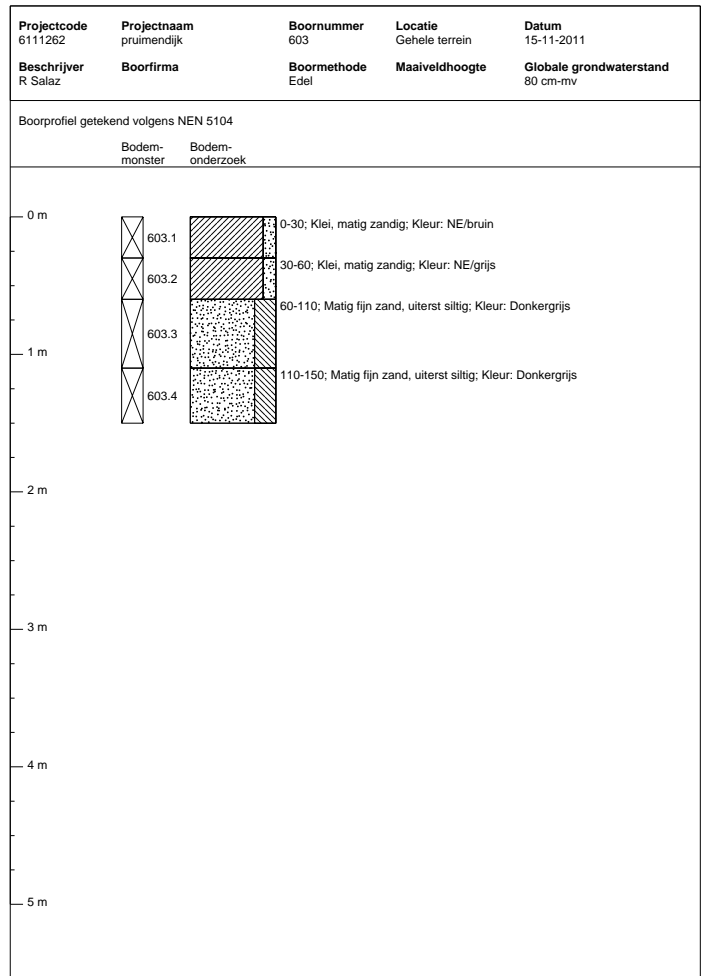 Projectcode Projectnaam Boornummer Locatie Datum
6111262 pruimendijk 603 Gehele terrein 15-11-2011
Beschrijver Boorfirma Boormethode Maaiveldhoogte Globale grondwaterstand
R Salaz Edel 80 cm-mv
Boorprofiel getekend volgens NEN 5104
Bodem- Bodem-
monster onderzoek
0 m
0-30; Klei, matig zandig; Kleur: NE/bruin
603.1
30-60; Klei, matig zandig; Kleur: NE/grijs
603.2
60-110; Matig fijn zand, uiterst siltig; Kleur: Donkergrijs
603.3
1 m
110-150; Matig fijn zand, uiterst siltig; Kleur: Donkergrijs
603.4
2 m
3 m
4 m
5 m